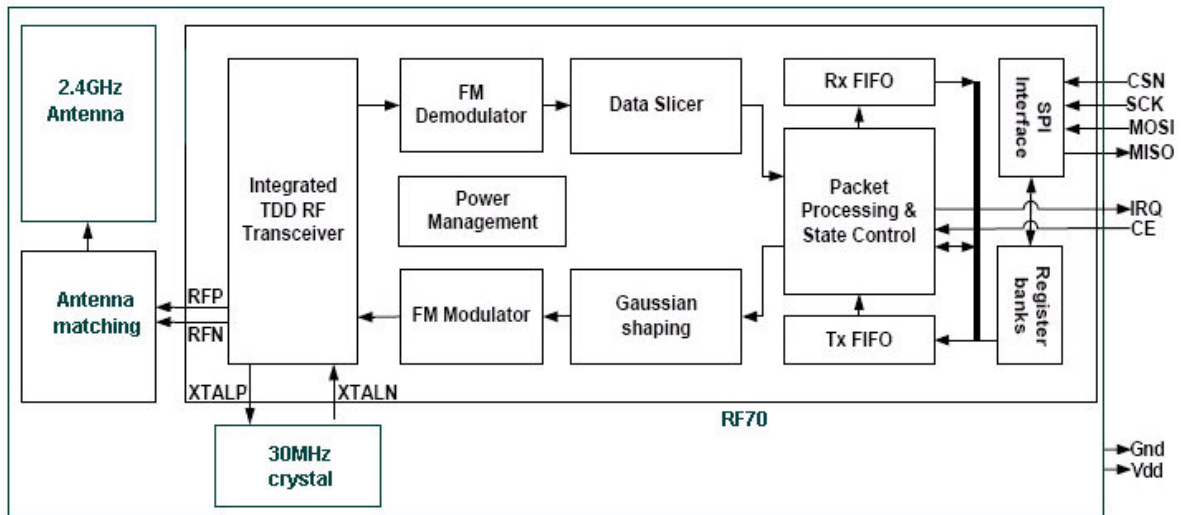 2.4GHz
Antenna
Antenna
matching
RFP
RFN
Integrated
TDD RF
Transceiver
XTALP
XTALN
30MHz
crystal
FM
Demodulator
Data Slicer
Power
Management
FM Modulator
Gaussian
shaping
Rx FIFO
Packet
Processing &
State Control
Tx FIFO
SPI
Interface
Register
banks
CSN
SCK
MOSI
MISO
IRQ
CE
RF70
Gnd
Vdd